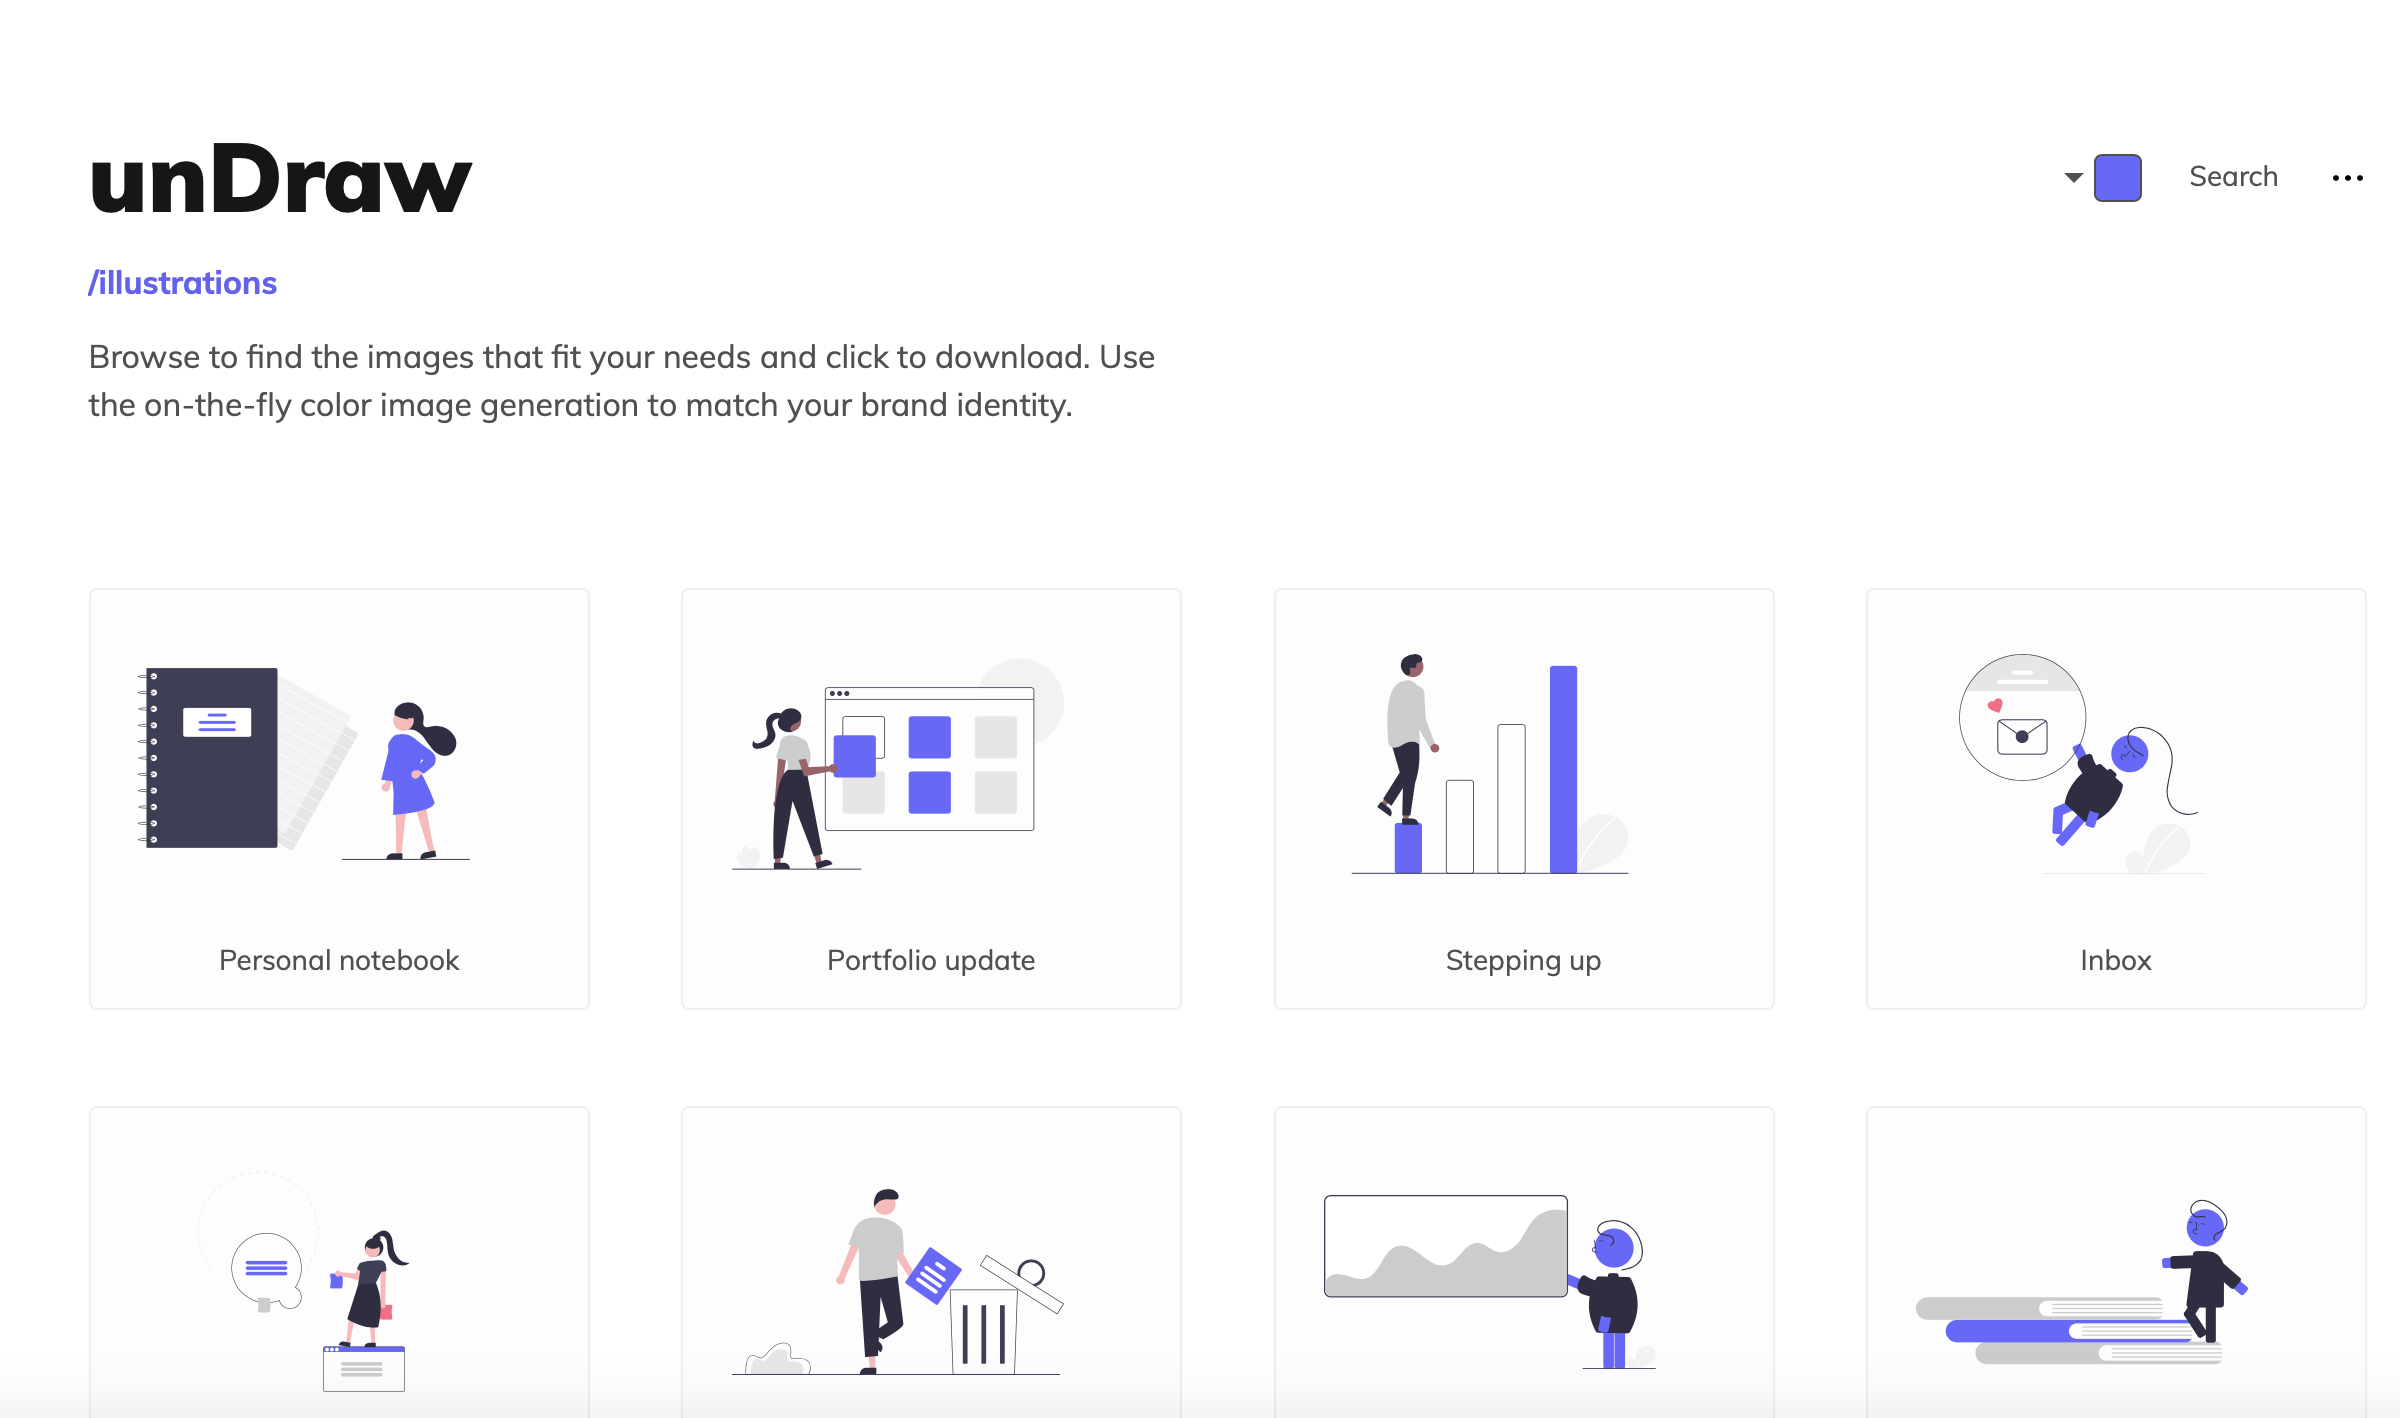 unDraw
Search
/illustrations
Browse to find the images that fit your needs and click to download. Use
the on-the-fly color image generation to match your brand identity.
Personal notebook
Portfolio update
Stepping up
Inbox